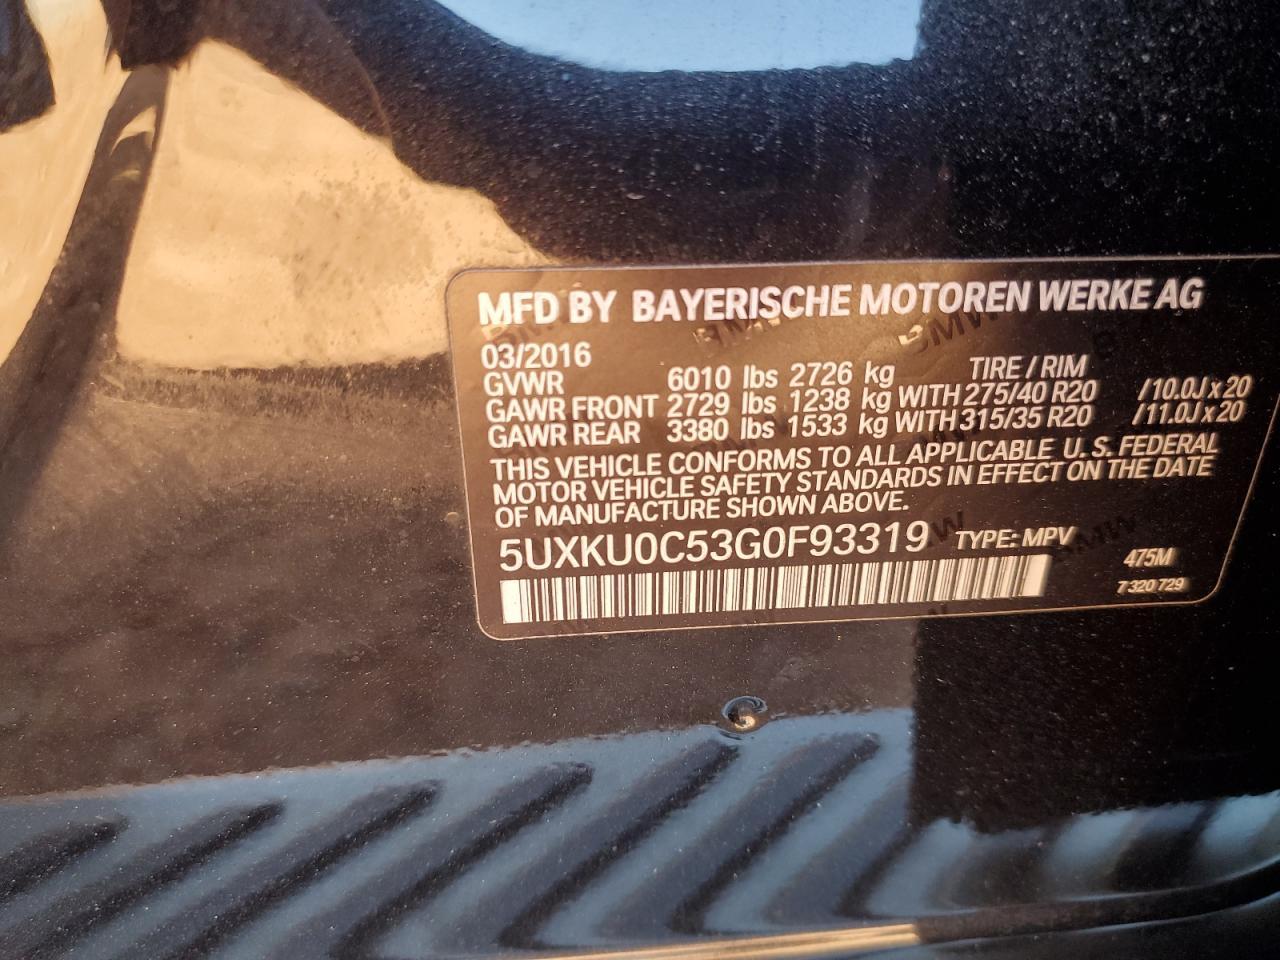 MFD BY BAYERISCHE MOTOREN WERKE AG
03/2016 TIRE / RIM
GVWR 6010 lbs 2726 kg
GAWR FRONT 2729 lbs 1238 kg WITH 275/40 R20 /10.0J x 20
GAWR REAR 3380 lbs 1533 kg WITH 315/35 R20 /11.0J x 20
THIS VEHICLE CONFORMS TO ALL APPLICABLE U.S. FEDERAL
MOTOR VEHICLE SAFETY STANDARDS IN EFFECT ON THE DATE
OF MANUFACTURE SHOWN ABOVE.
5UXKU0C53G0F93319 TYPE: MPV
475M
7 320 729